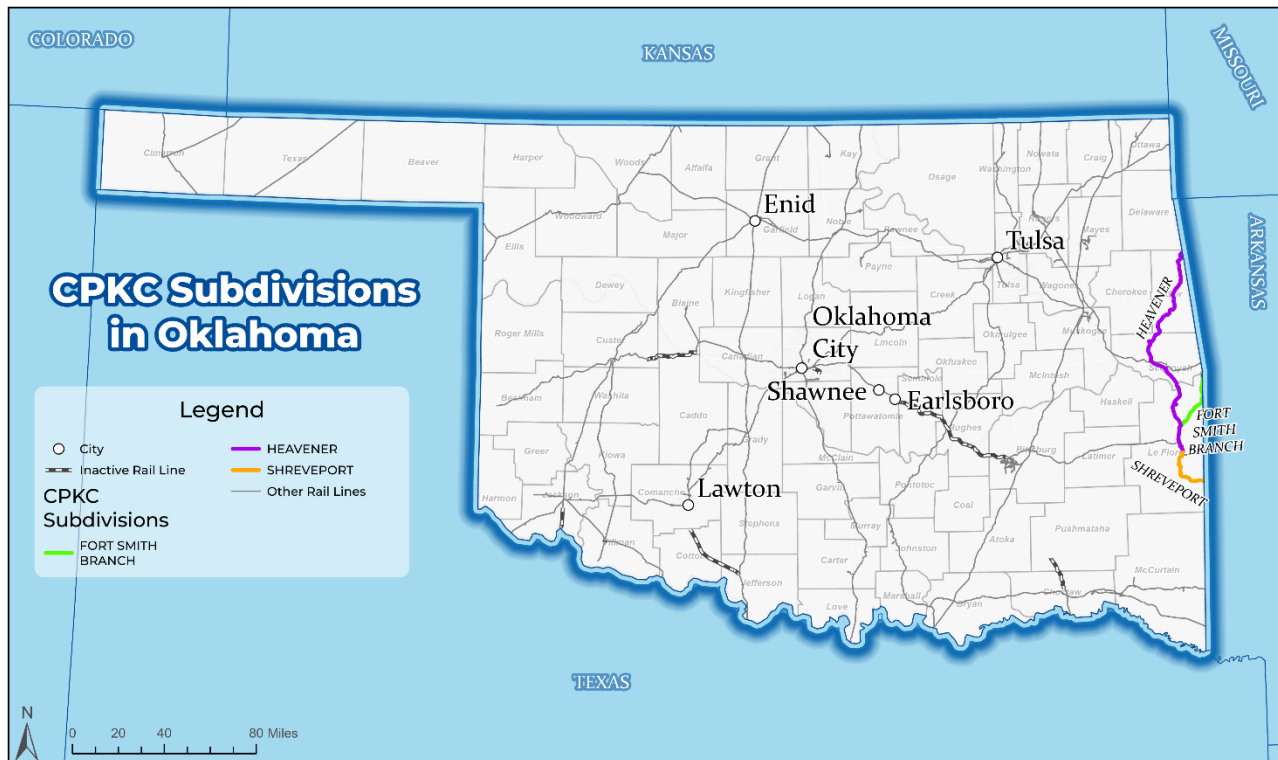 COLORADO
KANSAS
MISSOURI
ARKANSAS
TEXAS
CPKC Subdivisions
in Oklahoma
Legend
City
Inactive Rail Line
CPKC
Subdivisions
FORT SMITH
BRANCH
HEAVENER
SHREVEPORT
Other Rail Lines
N
0 20 40 80 Miles
Enid
Tulsa
Oklahoma
City
Shawnee
Earlsboro
Lawton
HEAVENER
FORT
SMITH
BRANCH
SHREVEPORT
Cimarron
Texas
Beaver
Harper
Woods
Alfalfa
Grant
Kay
Osage
Washington
Nowata
Craig
Ottawa
Woodward
Major
Garfield
Noble
Pawnee
Rogers
Mayes
Delaware
Ellis
Dewey
Blaine
Kingfisher
Logan
Payne
Creek
Tulsa
Wagoner
Cherokee
Roger Mills
Custer
Canadian
Lincoln
Okfuskee
Okmulgee
Muskogee
McIntosh
Sequoyah
Beckham
Washita
Caddo
Grady
Pottawatomie
Seminole
Hughes
Haskell
Pittsburg
Latimer
Le Flore
Greer
Kiowa
Comanche
McClain
Garvin
Pontotoc
Coal
Harmon
Jackson
Tillman
Cotton
Stephens
Jefferson
Murray
Carter
Love
Johnston
Marshall
Atoka
Bryan
Pushmataha
Choctaw
McCurtain